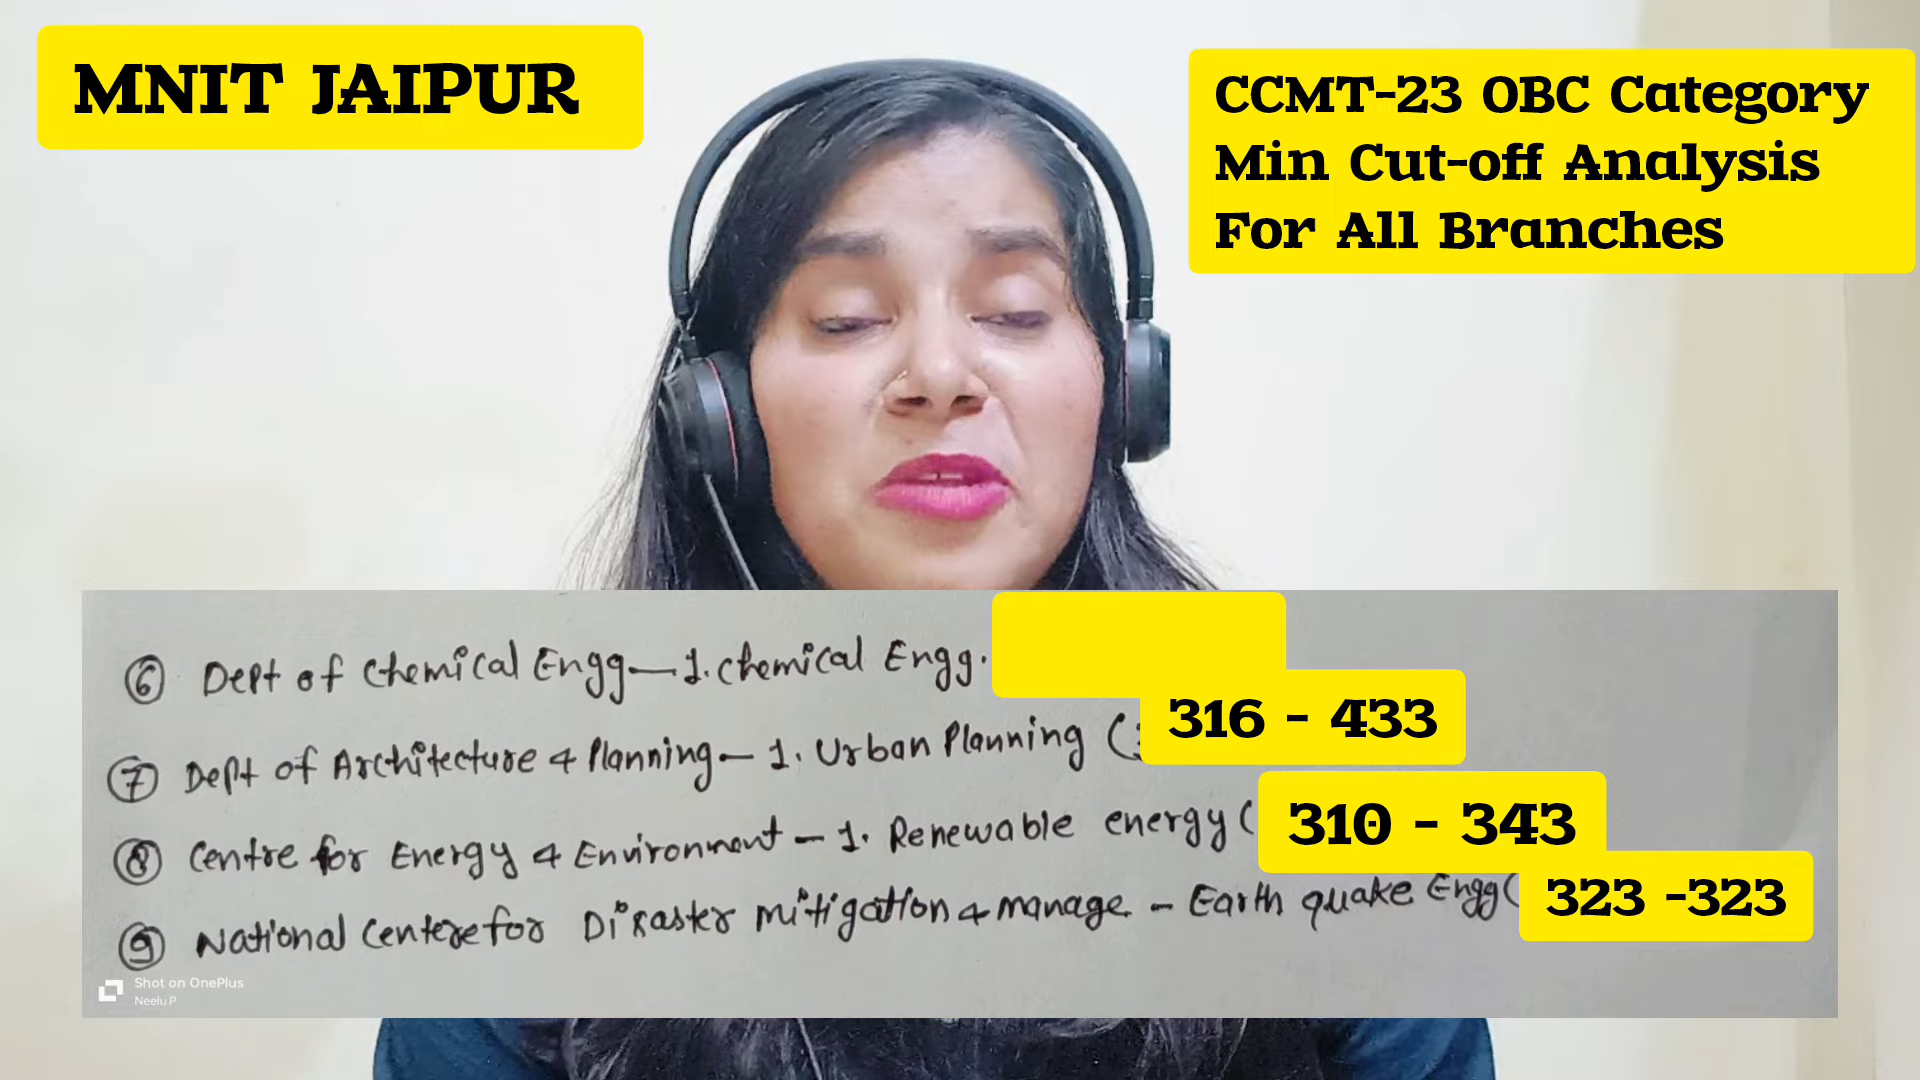 MNIT JAIPUR
CCMT-23 OBC Category
Min Cut-off Analysis
For All Branches
⑥ Dept of Chemical Engg—1. Chemical Engg.
316 - 433
⑦ Dept of Architecture & Planning— 1. Urban Planning (
310 - 343
⑧ Centre for Energy & Environment — 1. Renewable energy (
323 -323
⑨ National Centere for Disaster mitigation & manage. — Earth quake Engg (
Shot on OnePlus
Neelu P